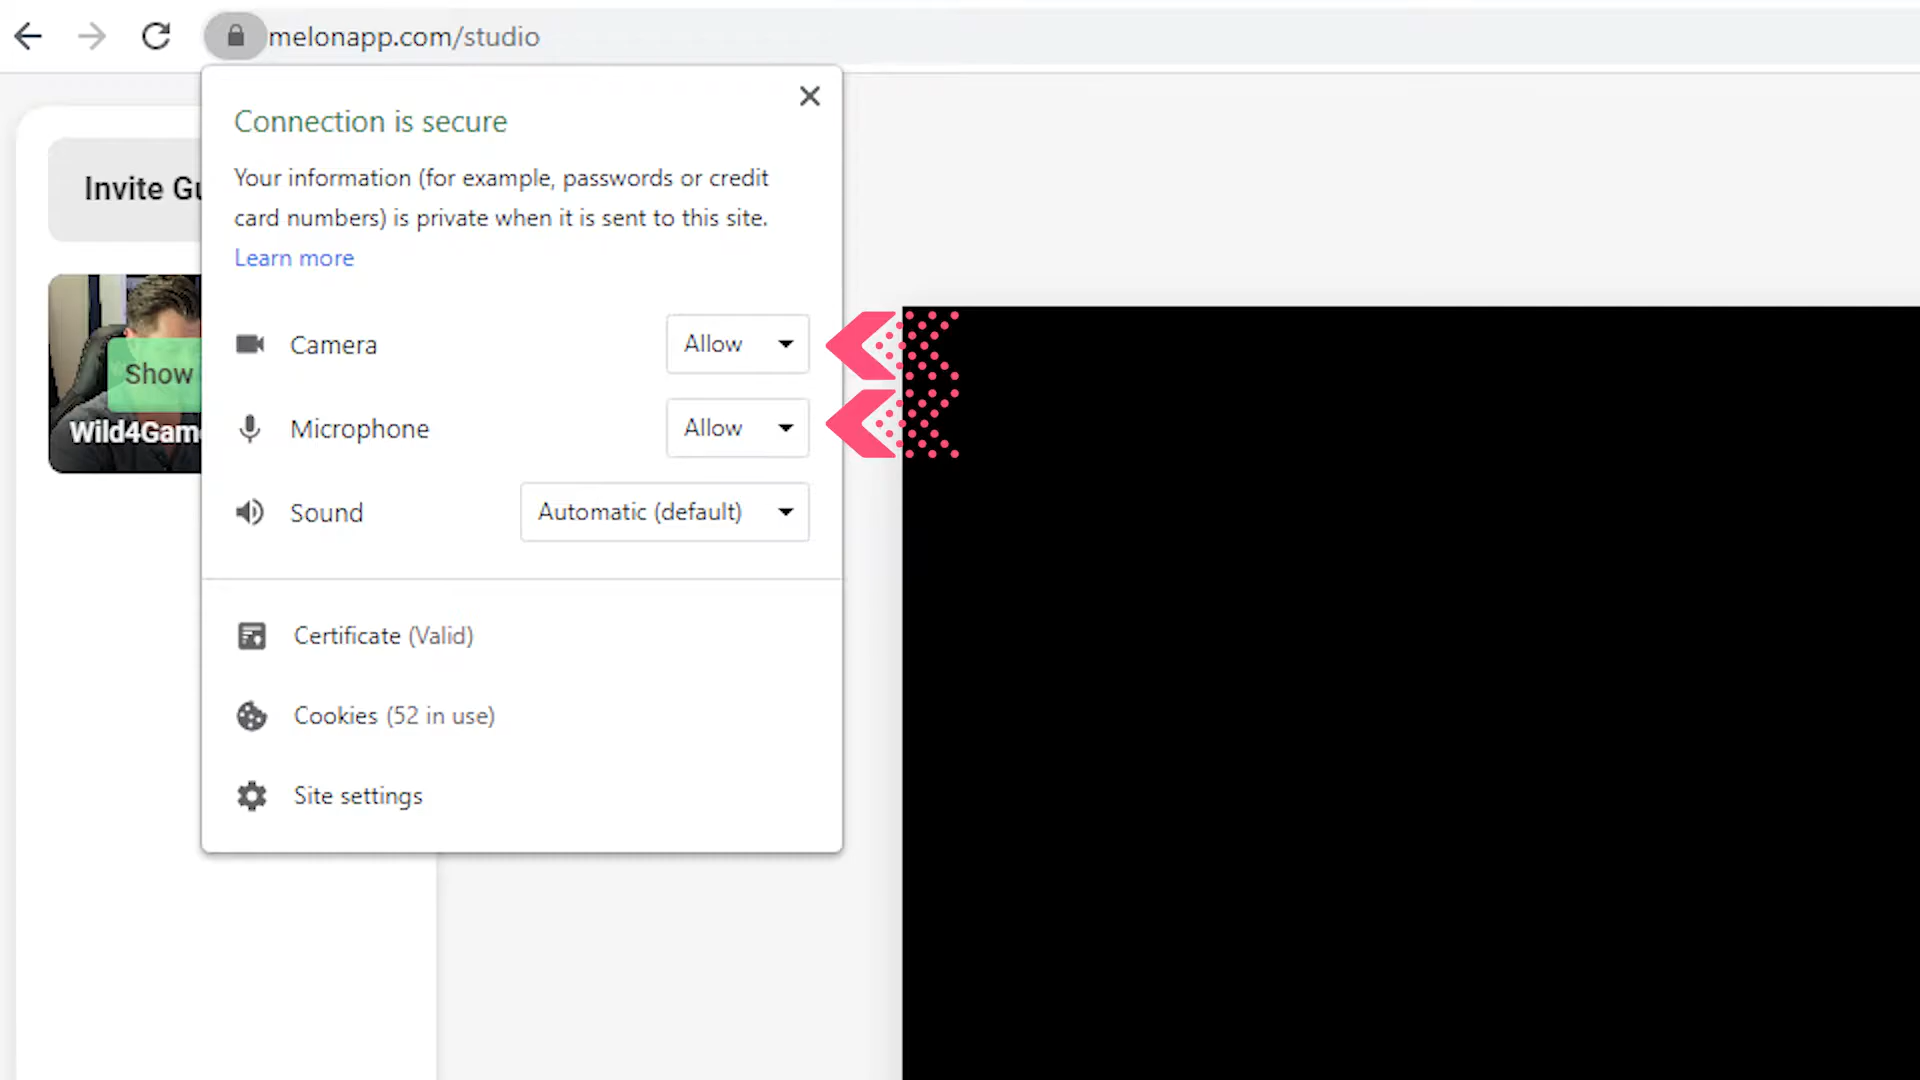 melonapp.com/studio
Connection is secure
Your information (for example, passwords or credit
card numbers) is private when it is sent to this site.
Learn more
Invite Gu
Show
Wild4Gam
Camera
Allow
Microphone
Allow
Sound
Automatic (default)
Certificate (Valid)
Cookies (52 in use)
Site settings